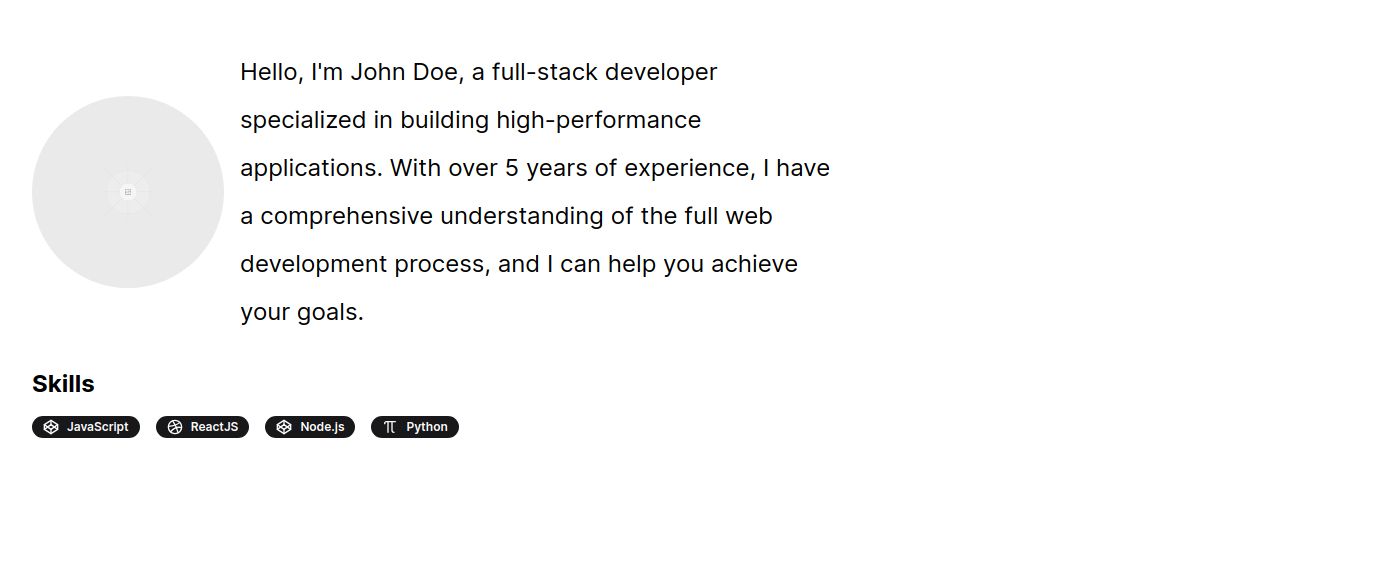 Hello, I'm John Doe, a full-stack developer
specialized in building high-performance
applications. With over 5 years of experience, I have
a comprehensive understanding of the full web
development process, and I can help you achieve
your goals.
Skills
JavaScript ReactJS Node.js Python